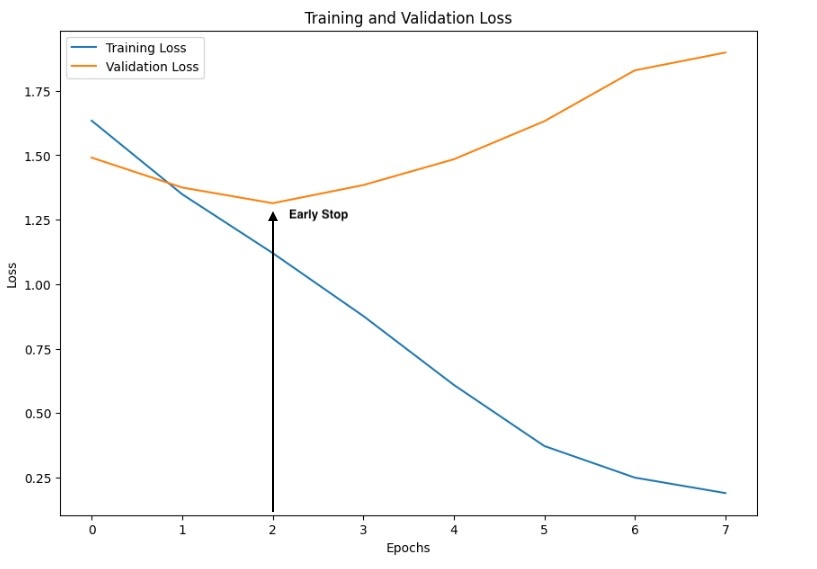 Training and Validation Loss
Training Loss
Validation Loss
1.75
1.50
1.25
1.00
0.75
0.50
0.25
Loss
Early Stop
0 1 2 3 4 5 6 7
Epochs